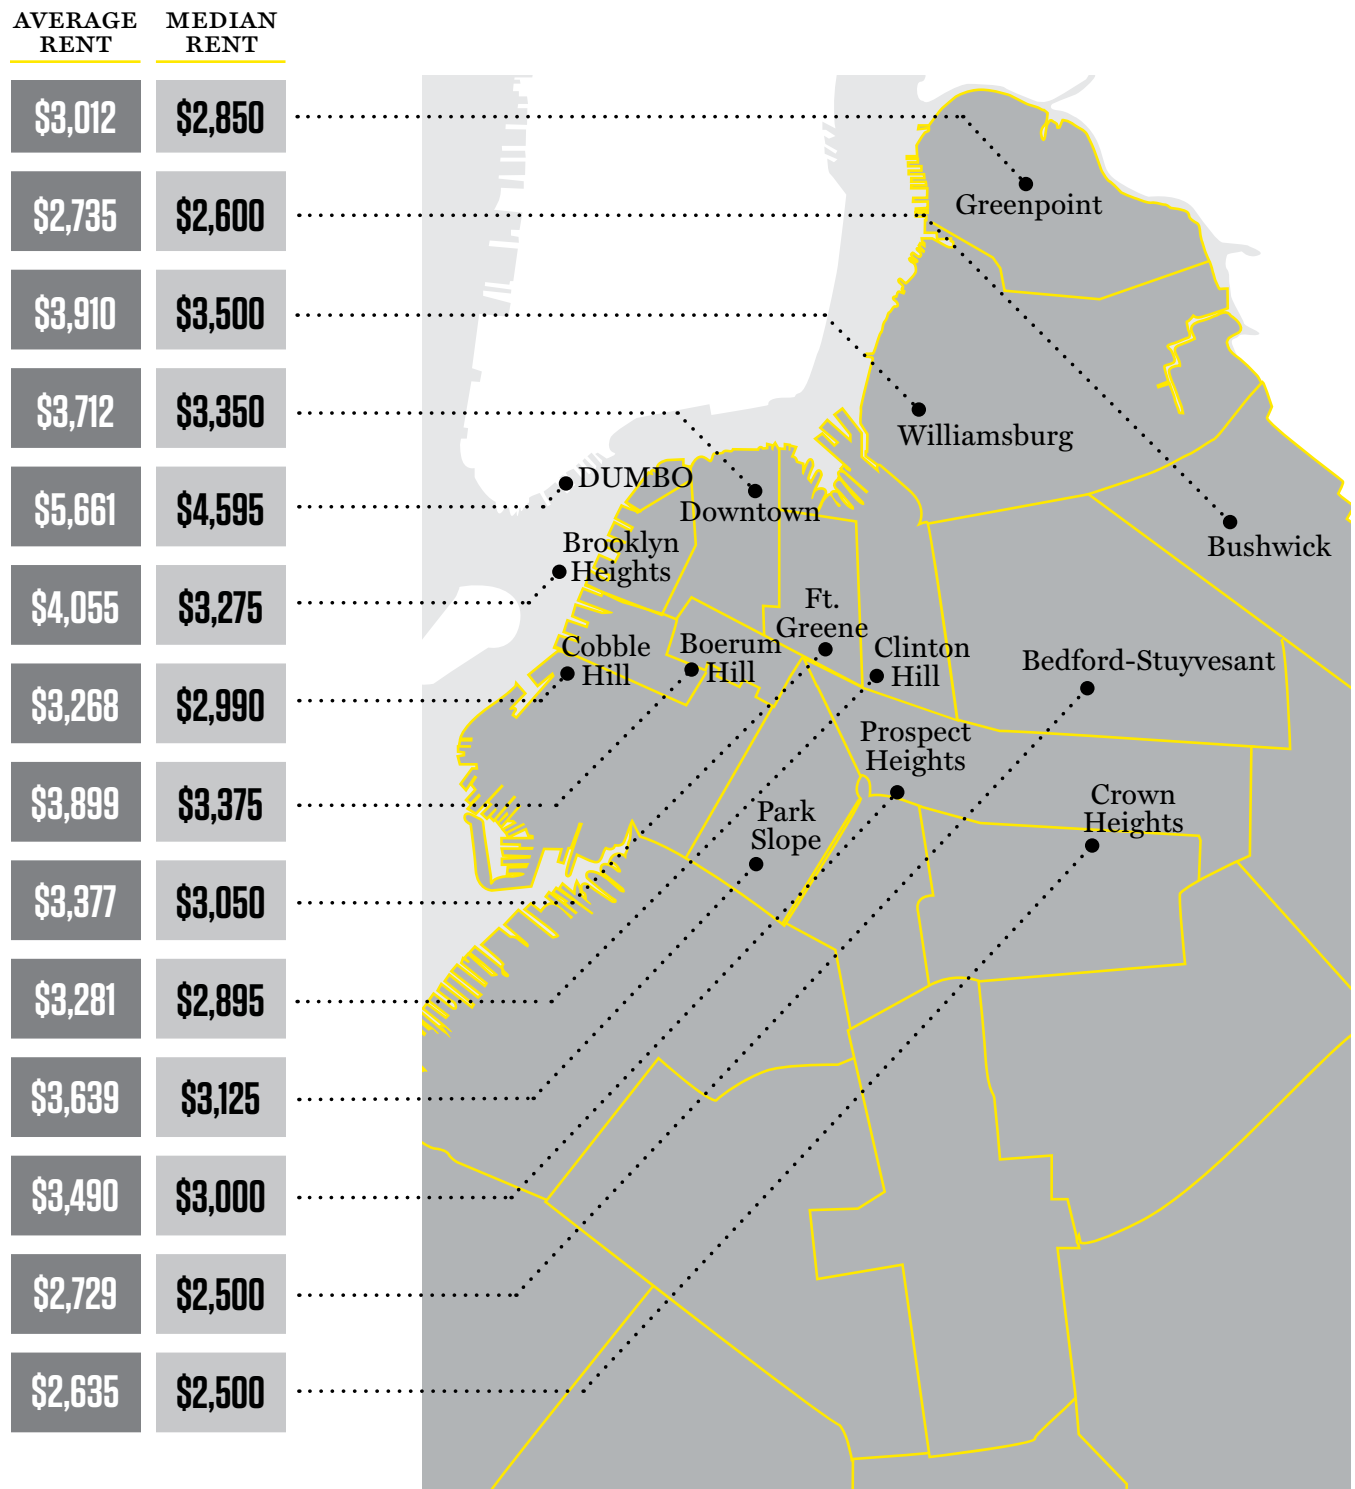 AVERAGE
RENT
MEDIAN
RENT
$3,012
$2,850
$2,735
$2,600
$3,910
$3,500
$3,712
$3,350
$5,661
$4,595
$4,055
$3,275
$3,268
$2,990
$3,899
$3,375
$3,377
$3,050
$3,281
$2,895
$3,639
$3,125
$3,490
$3,000
$2,729
$2,500
$2,635
$2,500
Greenpoint
Williamsburg
DUMBO
Downtown
Bushwick
Brooklyn
Heights
Ft.
Greene
Cobble
Hill
Boerum
Hill
Clinton
Hill
Bedford-Stuyvesant
Prospect
Heights
Park
Slope
Crown
Heights